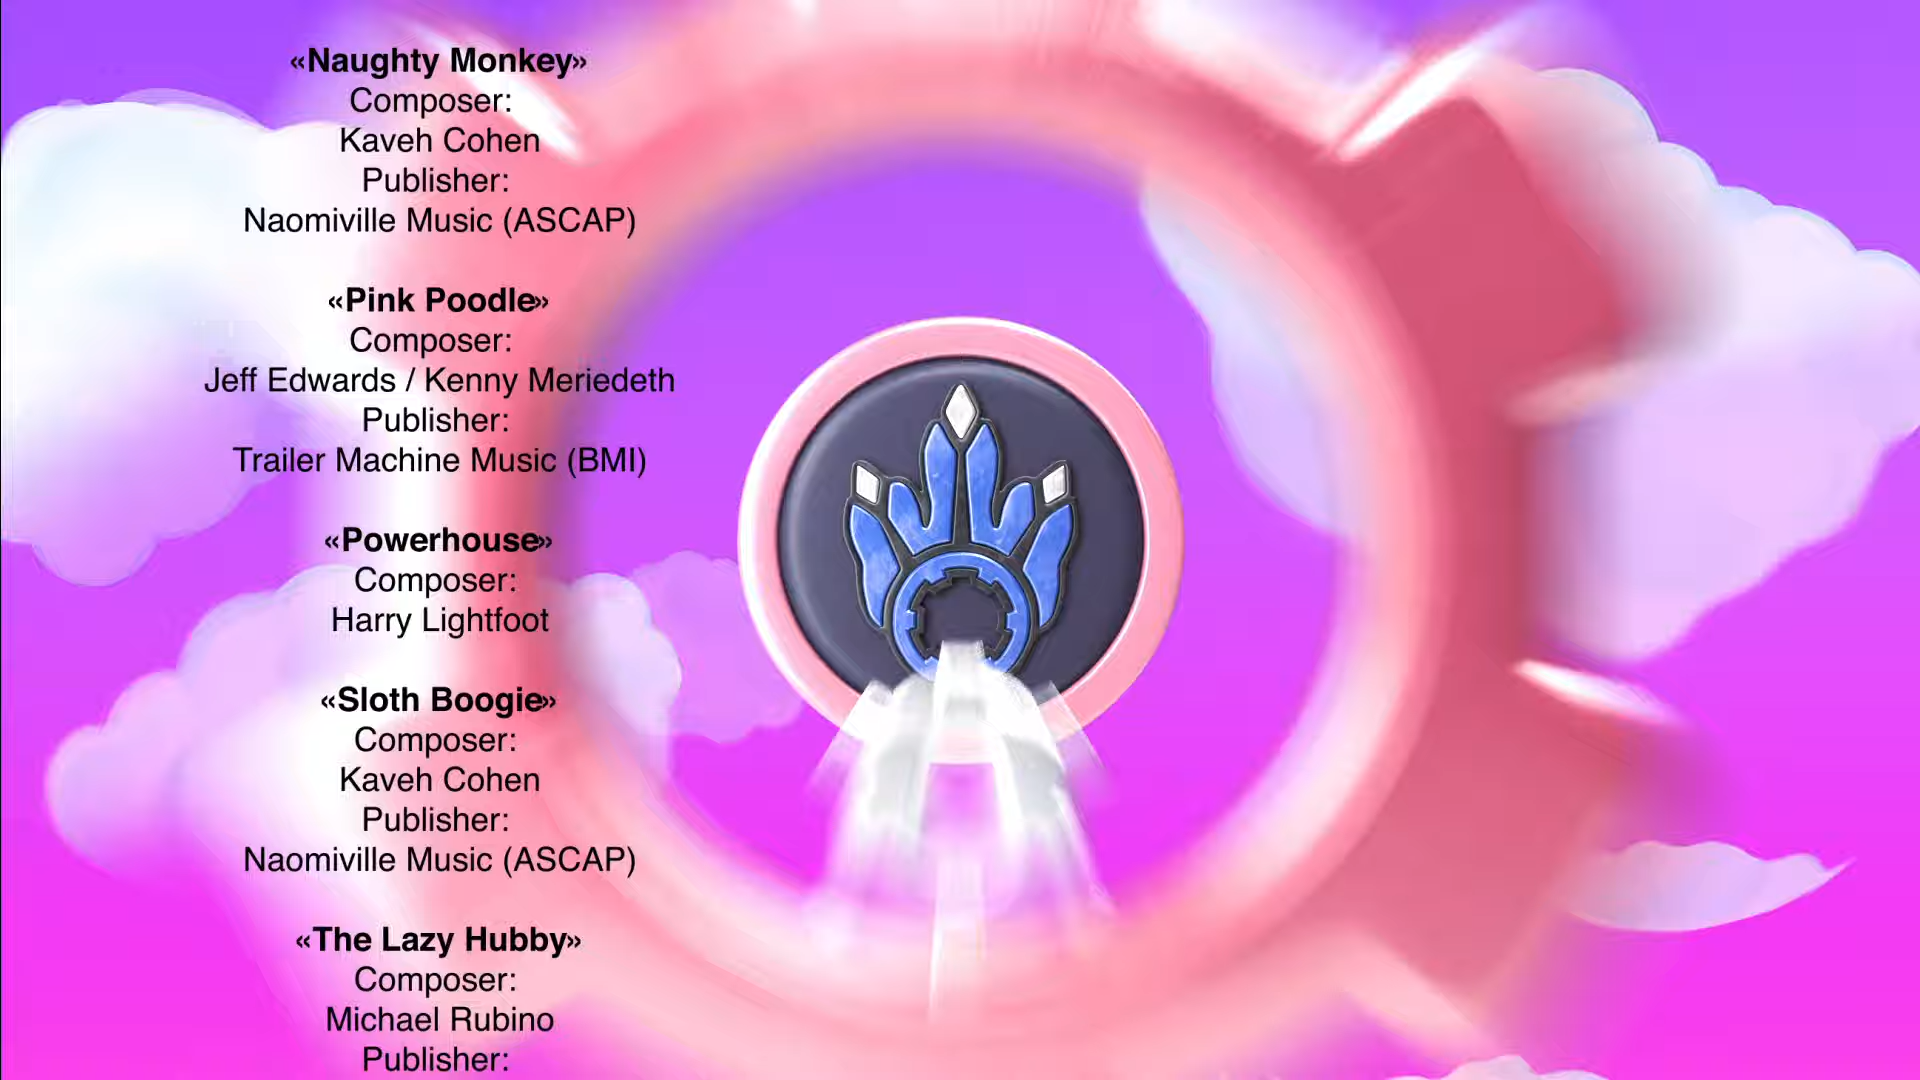 «Naughty Monkey»
Composer:
Kaveh Cohen
Publisher:
Naomiville Music (ASCAP)
«Pink Poodle»
Composer:
Jeff Edwards / Kenny Meriedeth
Publisher:
Trailer Machine Music (BMI)
«Powerhouse»
Composer:
Harry Lightfoot
«Sloth Boogie»
Composer:
Kaveh Cohen
Publisher:
Naomiville Music (ASCAP)
«The Lazy Hubby»
Composer:
Michael Rubino
Publisher: